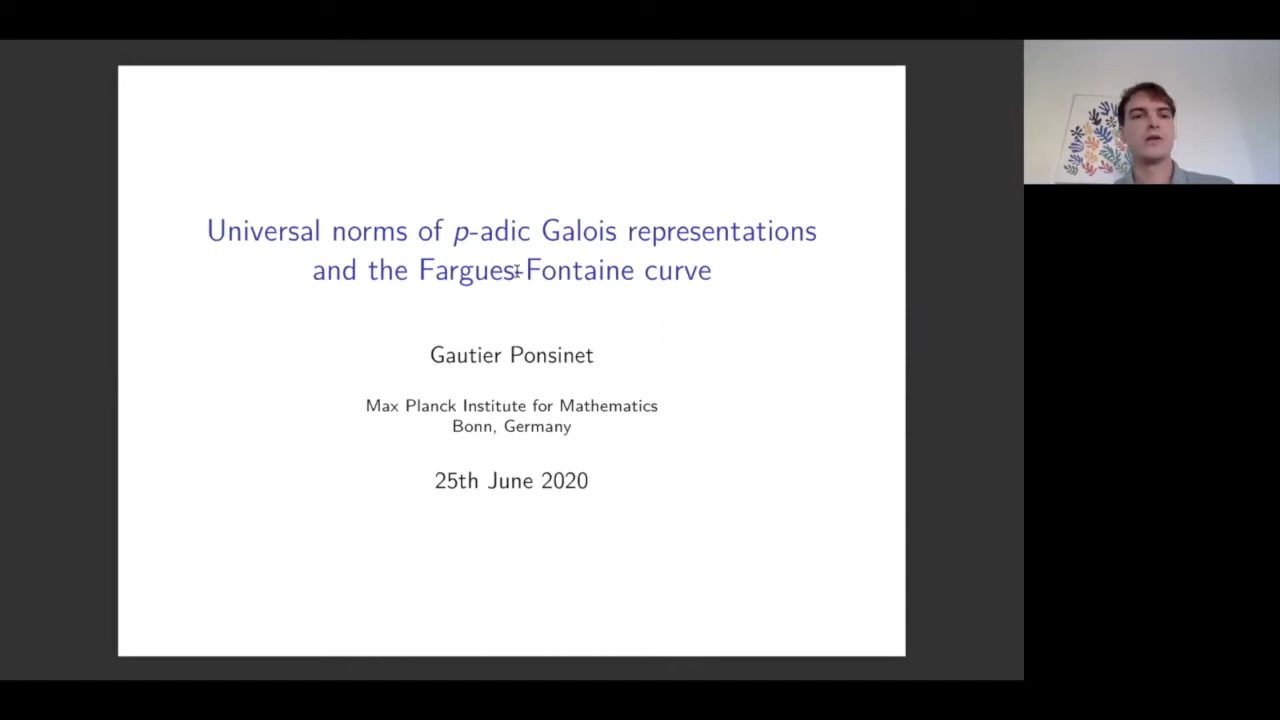 Universal norms of p-adic Galois representations
and the Fargues-Fontaine curve
Gautier Ponsinet
Max Planck Institute for Mathematics
Bonn, Germany
25th June 2020